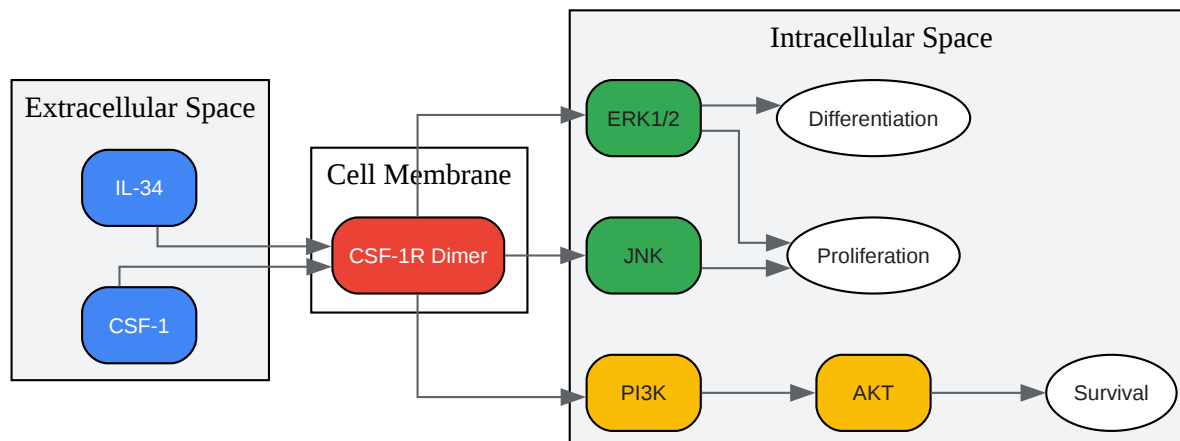 Intracellular Space
Extracellular Space
ERK1/2
Differentiation
Cell Membrane
IL-34
CSF-1R Dimer
JNK
Proliferation
CSF-1
PI3K
AKT
Survival